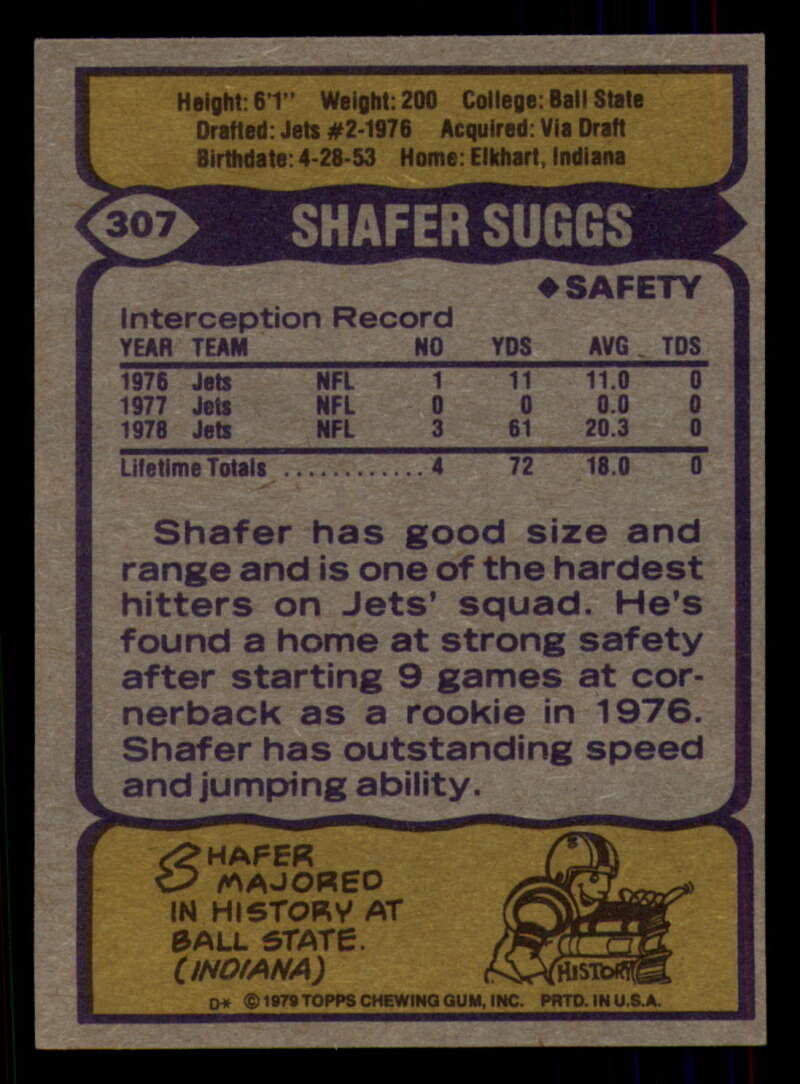 Height: 6'1" Weight: 200 College: Ball State
Drafted: Jets #2-1976 Acquired: Via Draft
Birthdate: 4-28-53 Home: Elkhart, Indiana
307 SHAFER SUGGS
◆ SAFETY
Interception Record
YEAR TEAM NO YDS AVG TDS
1976 Jets NFL 1 11 11.0 0
1977 Jets NFL 0 0 0.0 0
1978 Jets NFL 3 61 20.3 0
Lifetime Totals ............ 4 72 18.0 0
Shafer has good size and
range and is one of the hardest
hitters on Jets' squad. He's
found a home at strong safety
after starting 9 games at cor-
nerback as a rookie in 1976.
Shafer has outstanding speed
and jumping ability.
SHAFER
MAJORED
IN HISTORY AT
BALL STATE.
(INDIANA)
HISTORY
D* © 1979 TOPPS CHEWING GUM, INC. PRTD. IN U.S.A.